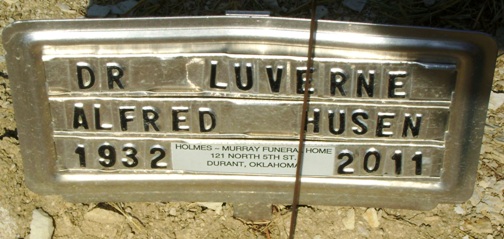 DR LUVERNE
ALFRED HUSEN
1932 2011
HOLMES - MURRAY FUNERAL HOME
121 NORTH 5TH ST.
DURANT, OKLAHOMA